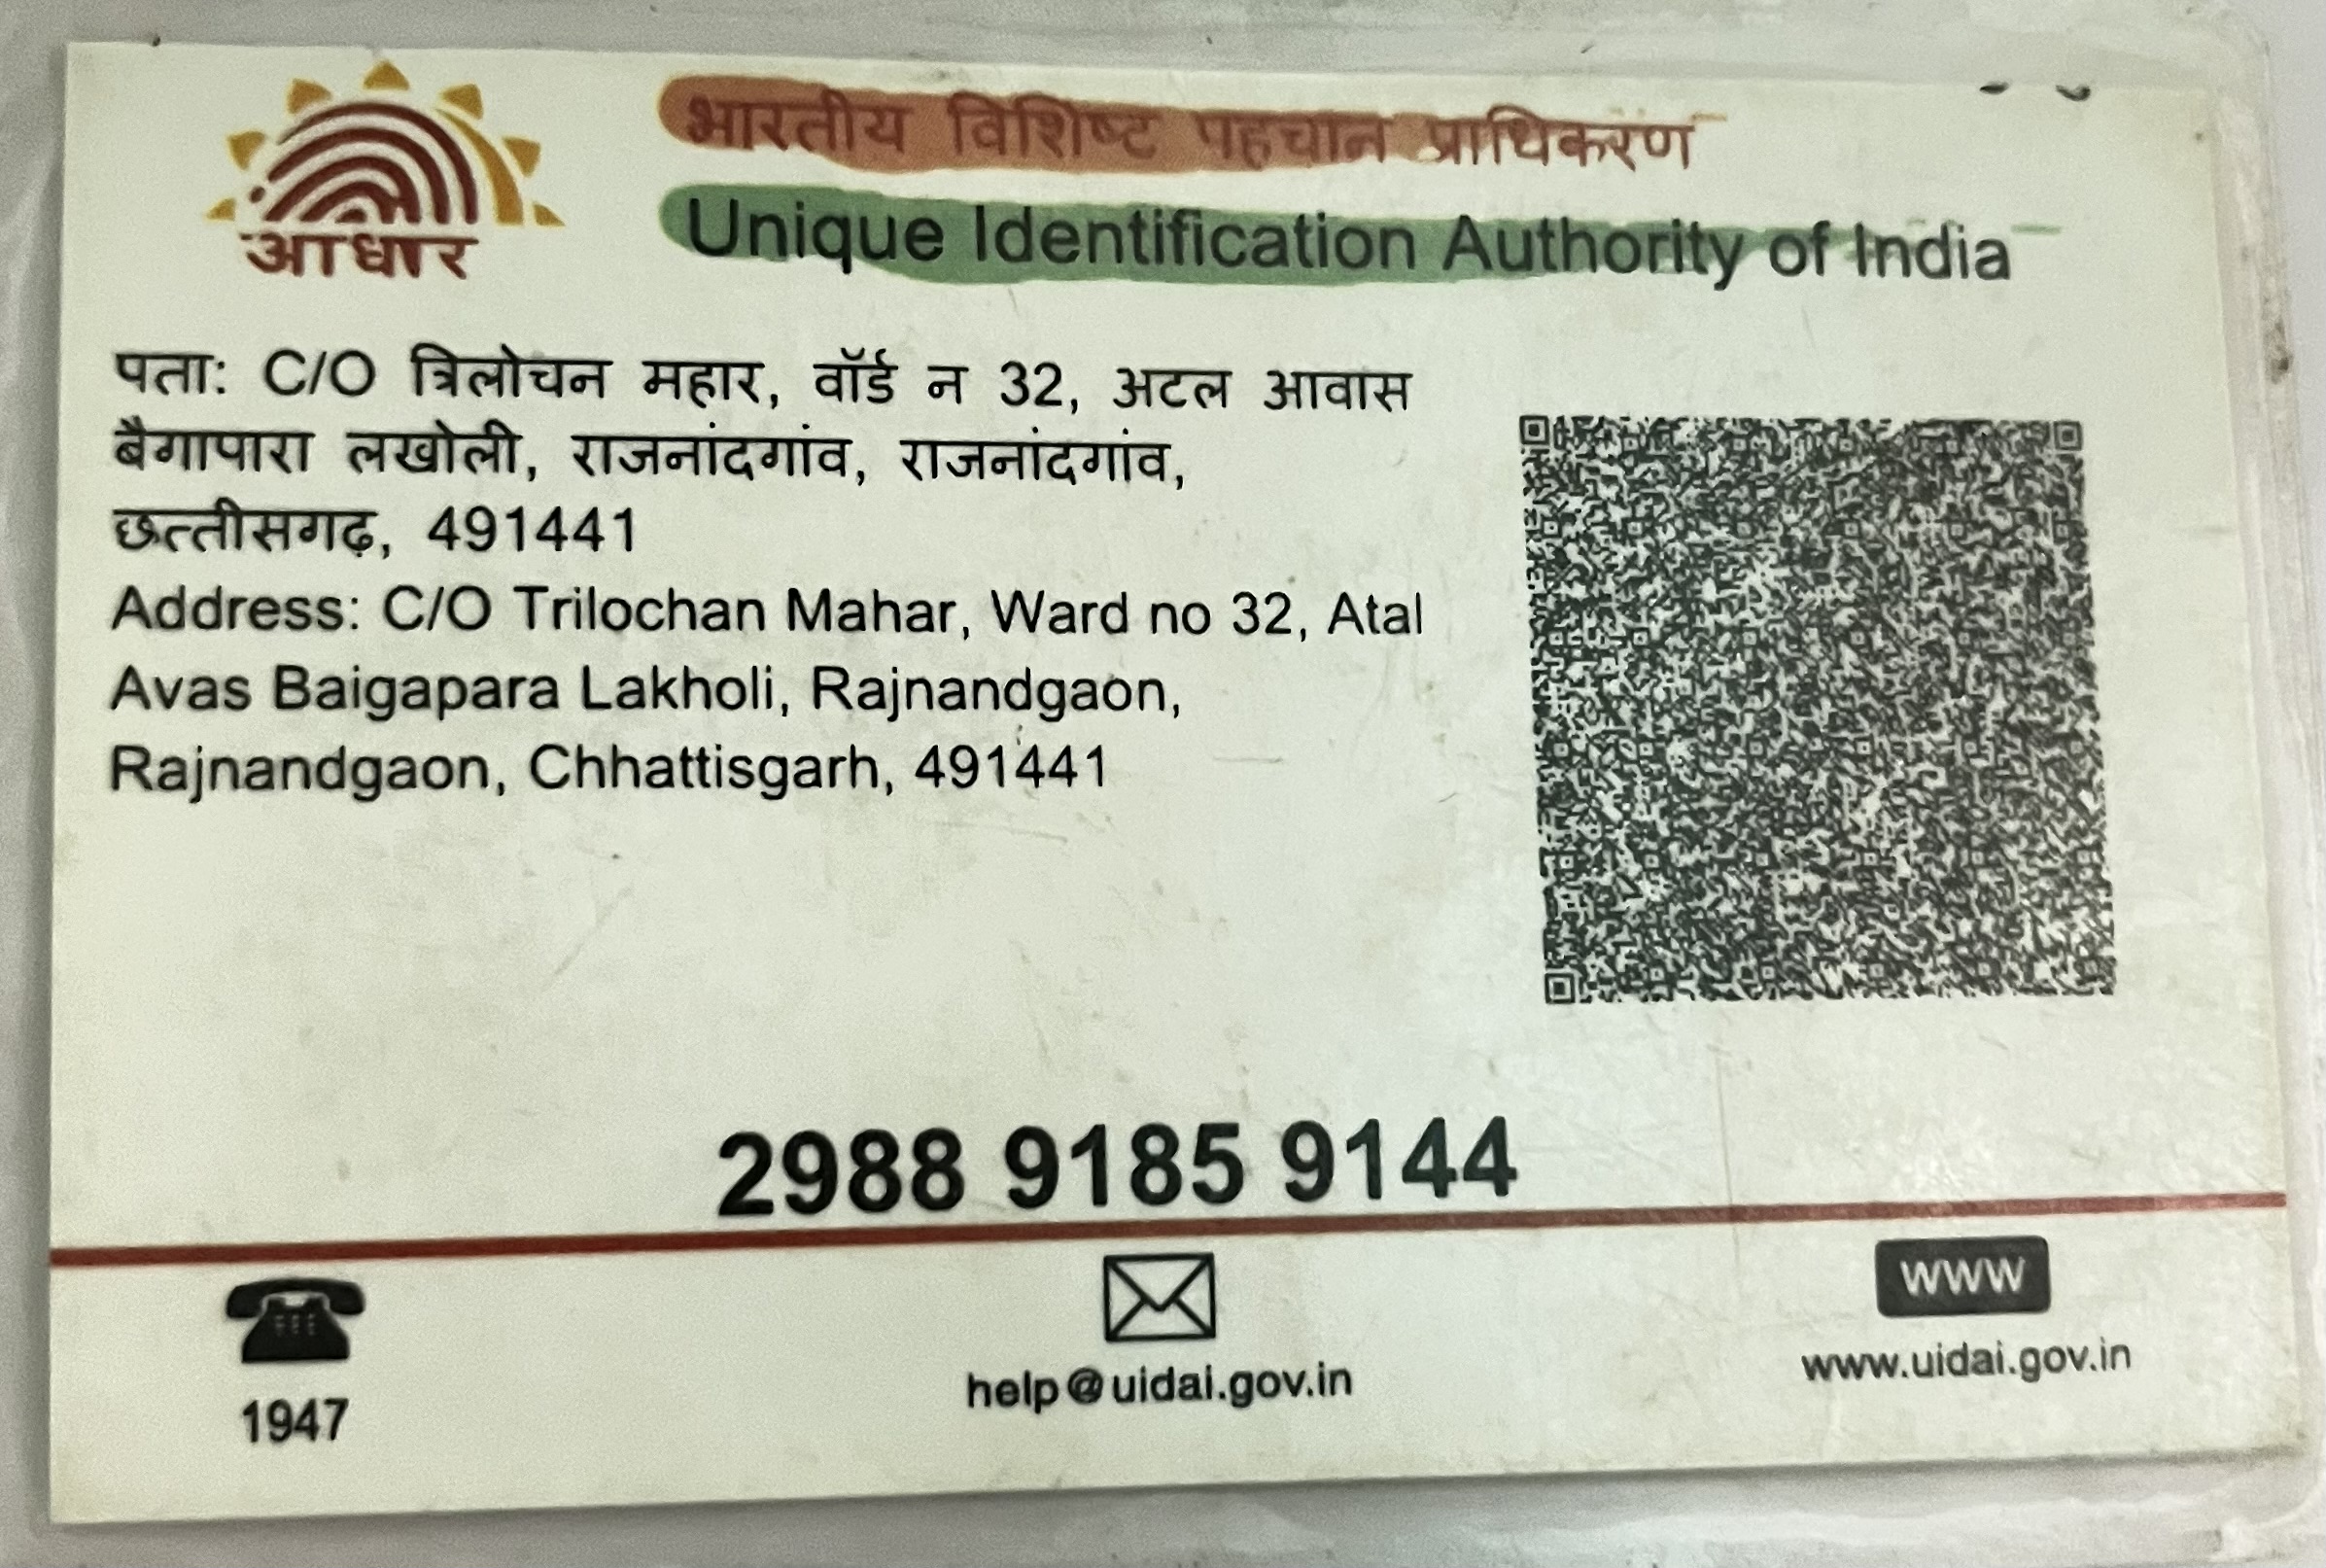 आधार
भारतीय विशिष्ट पहचान प्राधिकरण
Unique Identification Authority of India
पता: C/O त्रिलोचन महार, वॉर्ड न 32, अटल आवास
बैगापारा लखोली, राजनांदगांव, राजनांदगांव,
छत्तीसगढ़, 491441
Address: C/O Trilochan Mahar, Ward no 32, Atal
Avas Baigapara Lakholi, Rajnandgaon,
Rajnandgaon, Chhattisgarh, 491441
2988 9185 9144
1947
help@uidai.gov.in
www
www.uidai.gov.in